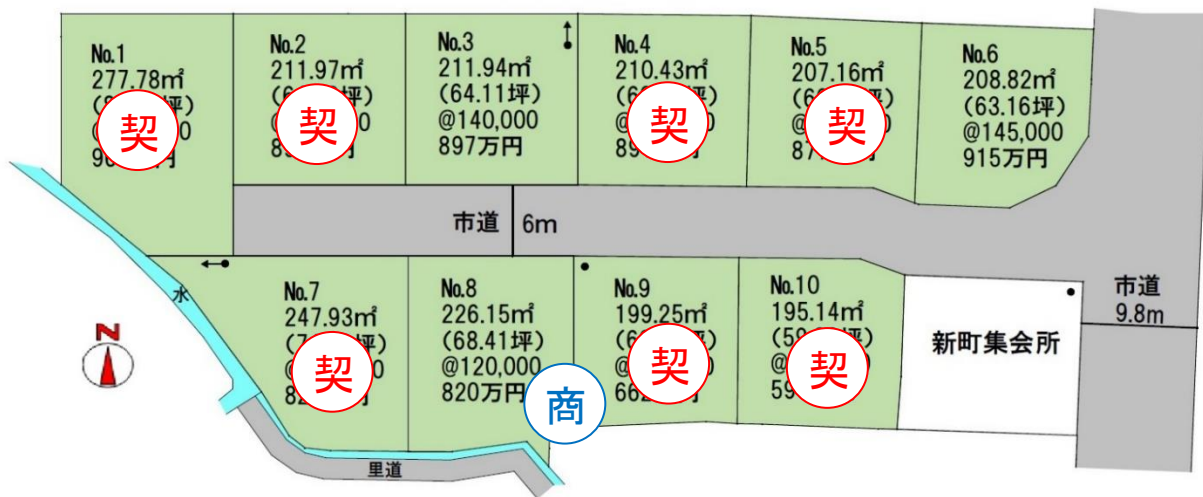 No.1
277.78㎡
契
No.2
211.97㎡
契
No.3
211.94㎡
(64.11坪)
@140,000
897万円
No.4
210.43㎡
契
No.5
207.16㎡
契
No.6
208.82㎡
(63.16坪)
@145,000
915万円
市道 6m
市道
9.8m
水
No.7
247.93㎡
契
No.8
226.15㎡
(68.41坪)
@120,000
820万円
商
No.9
199.25㎡
契
No.10
195.14㎡
契
新町集会所
N
里道